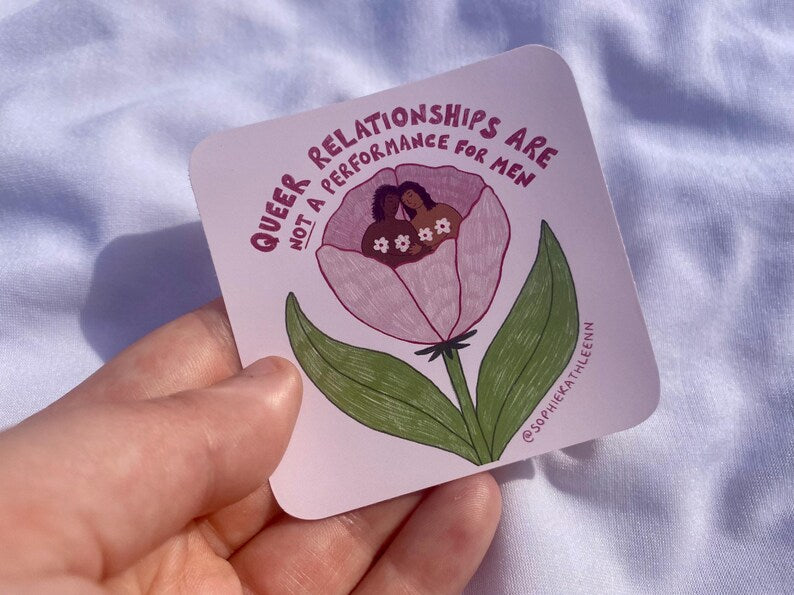 QUEER RELATIONSHIPS ARE
NOT A PERFORMANCE FOR MEN
@SOPHIEKATHLEENN